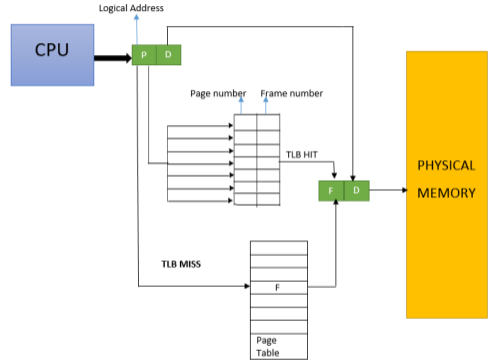 Logical Address
CPU
P D
Page number Frame number
TLB HIT
F D
PHYSICAL
MEMORY
TLB MISS
F
Page
Table